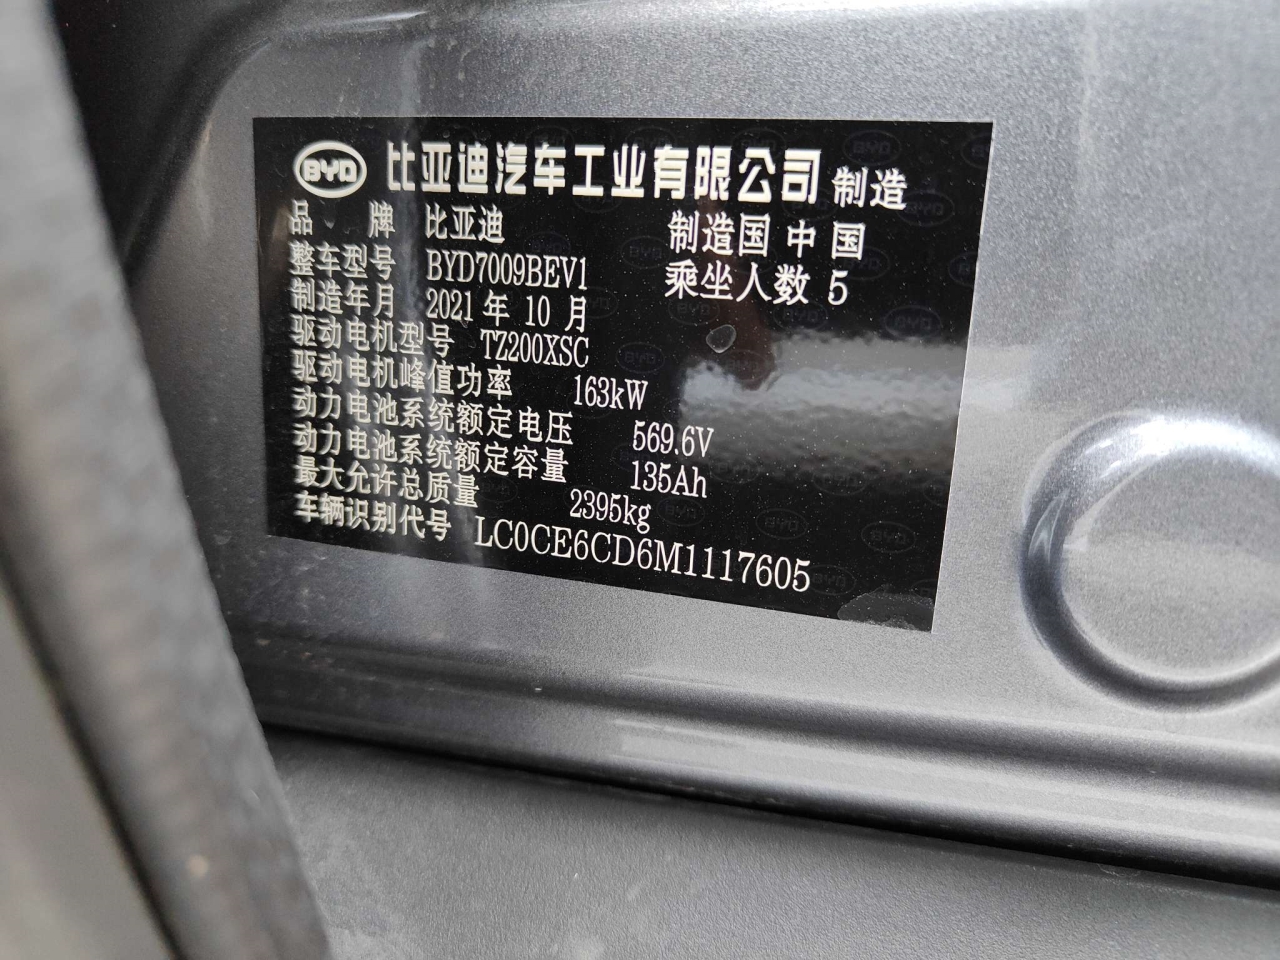 BYD 比亚迪汽车工业有限公司 制造
品 牌 比亚迪 制造国 中国
整车型号 BYD7009BEV1 乘坐人数 5
制造年月 2021 年 10 月
驱动电机型号 TZ200XSC
驱动电机峰值功率 163kW
动力电池系统额定电压 569.6V
动力电池系统额定容量 135Ah
最大允许总质量 2395kg
车辆识别代号 LC0CE6CD6M1117605